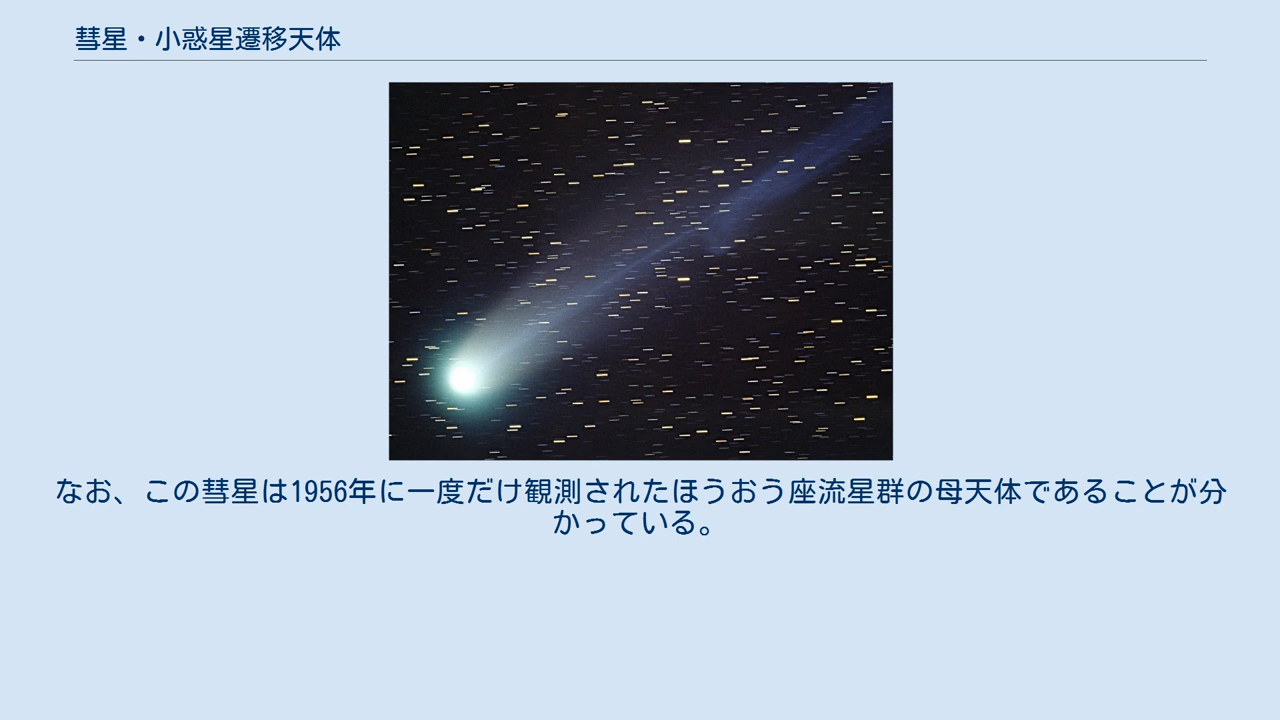 彗星・小惑星遷移天体
なお、この彗星は1956年に一度だけ観測されたほうおう座流星群の母天体であることが分
かっている。